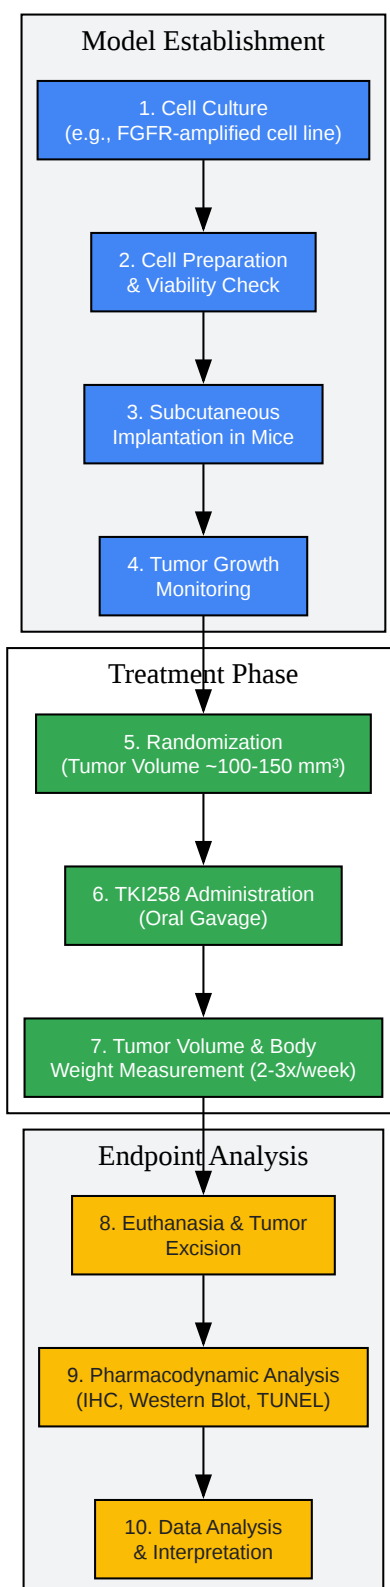 Model Establishment
1. Cell Culture
(e.g., FGFR-amplified cell line)
2. Cell Preparation
& Viability Check
3. Subcutaneous
Implantation in Mice
4. Tumor Growth
Monitoring
Treatment Phase
5. Randomization
(Tumor Volume ~100-150 mm³)
6. TKI258 Administration
(Oral Gavage)
7. Tumor Volume & Body
Weight Measurement (2-3x/week)
Endpoint Analysis
8. Euthanasia & Tumor
Excision
9. Pharmacodynamic Analysis
(IHC, Western Blot, TUNEL)
10. Data Analysis
& Interpretation